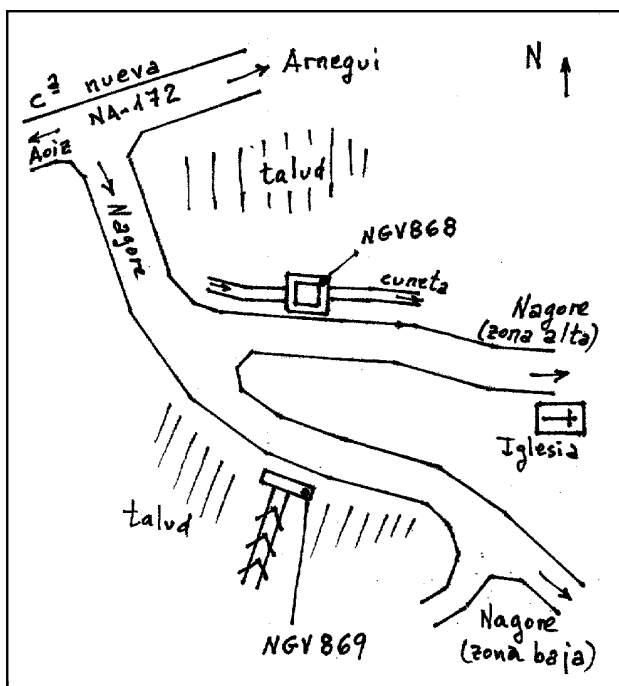 cª nueva
Arnegui
N
NA-172
Aoiz
talud
Nagore
NGV868
cuneta
Nagore
(zona alta)
Iglesia
talud
NGV869
Nagore
(zona baja)